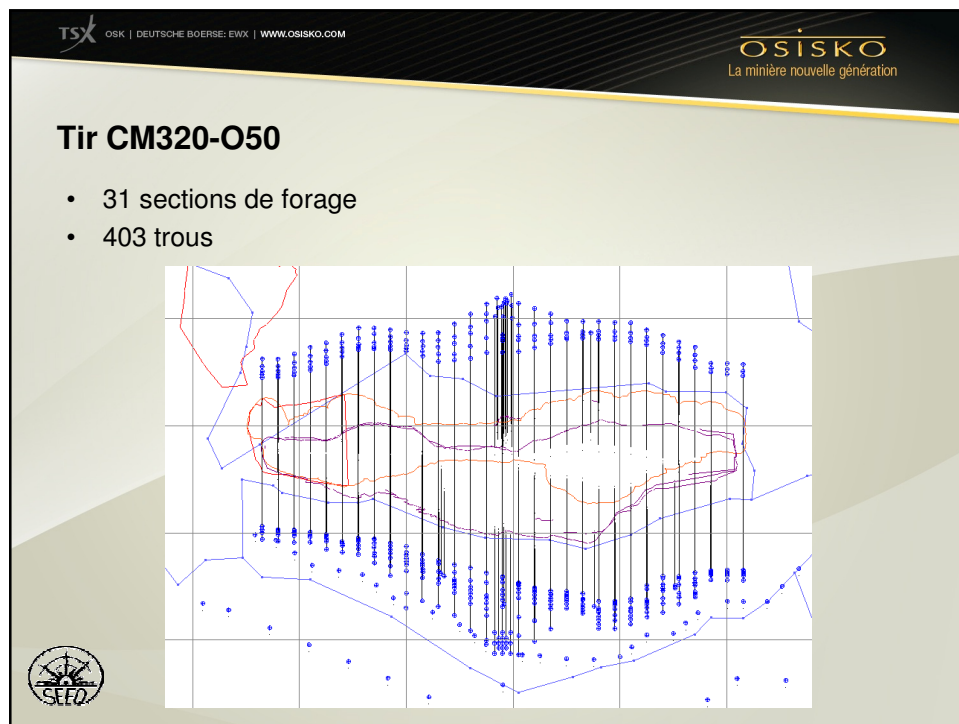 TSX OSK | DEUTSCHE BOERSE: EWX | WWW.OSISKO.COM
OSISKO
La minière nouvelle génération
Tir CM320-O50
• 31 sections de forage
• 403 trous
SEEQ